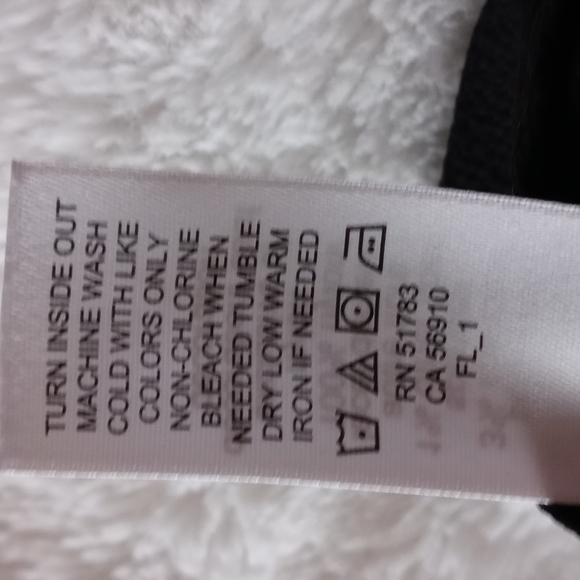 TURN INSIDE OUT
MACHINE WASH
COLD WITH LIKE
COLORS ONLY
NON-CHLORINE
BLEACH WHEN
NEEDED TUMBLE
DRY LOW WARM
IRON IF NEEDED
RN 51783
CA 56910
FL_1